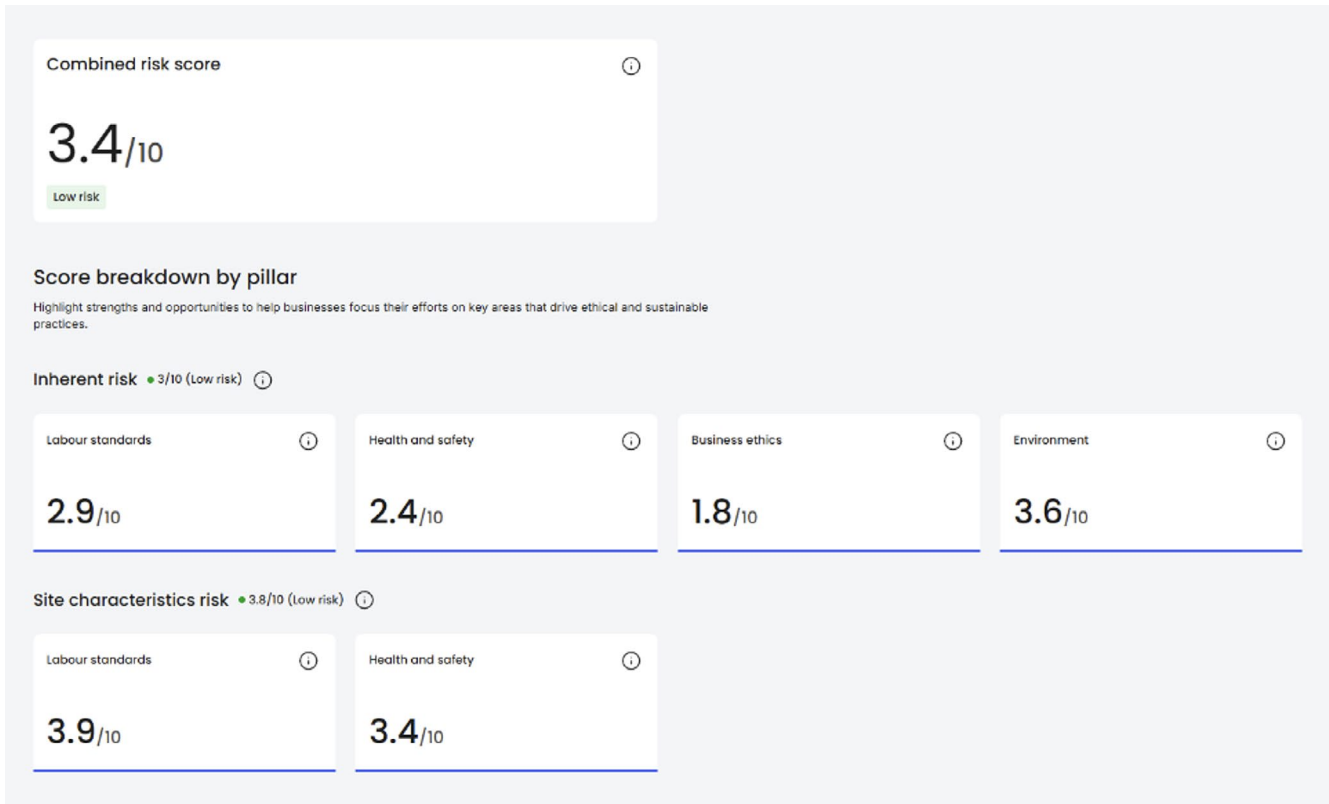 Combined risk score
3.4/10
Low risk
Score breakdown by pillar
Highlight strengths and opportunities to help businesses focus their efforts on key areas that drive ethical and sustainable
practices.
Inherent risk • 3/10 (Low risk)
Labour standards
2.9/10
Health and safety
2.4/10
Business ethics
1.8/10
Environment
3.6/10
Site characteristics risk • 3.8/10 (Low risk)
Labour standards
3.9/10
Health and safety
3.4/10